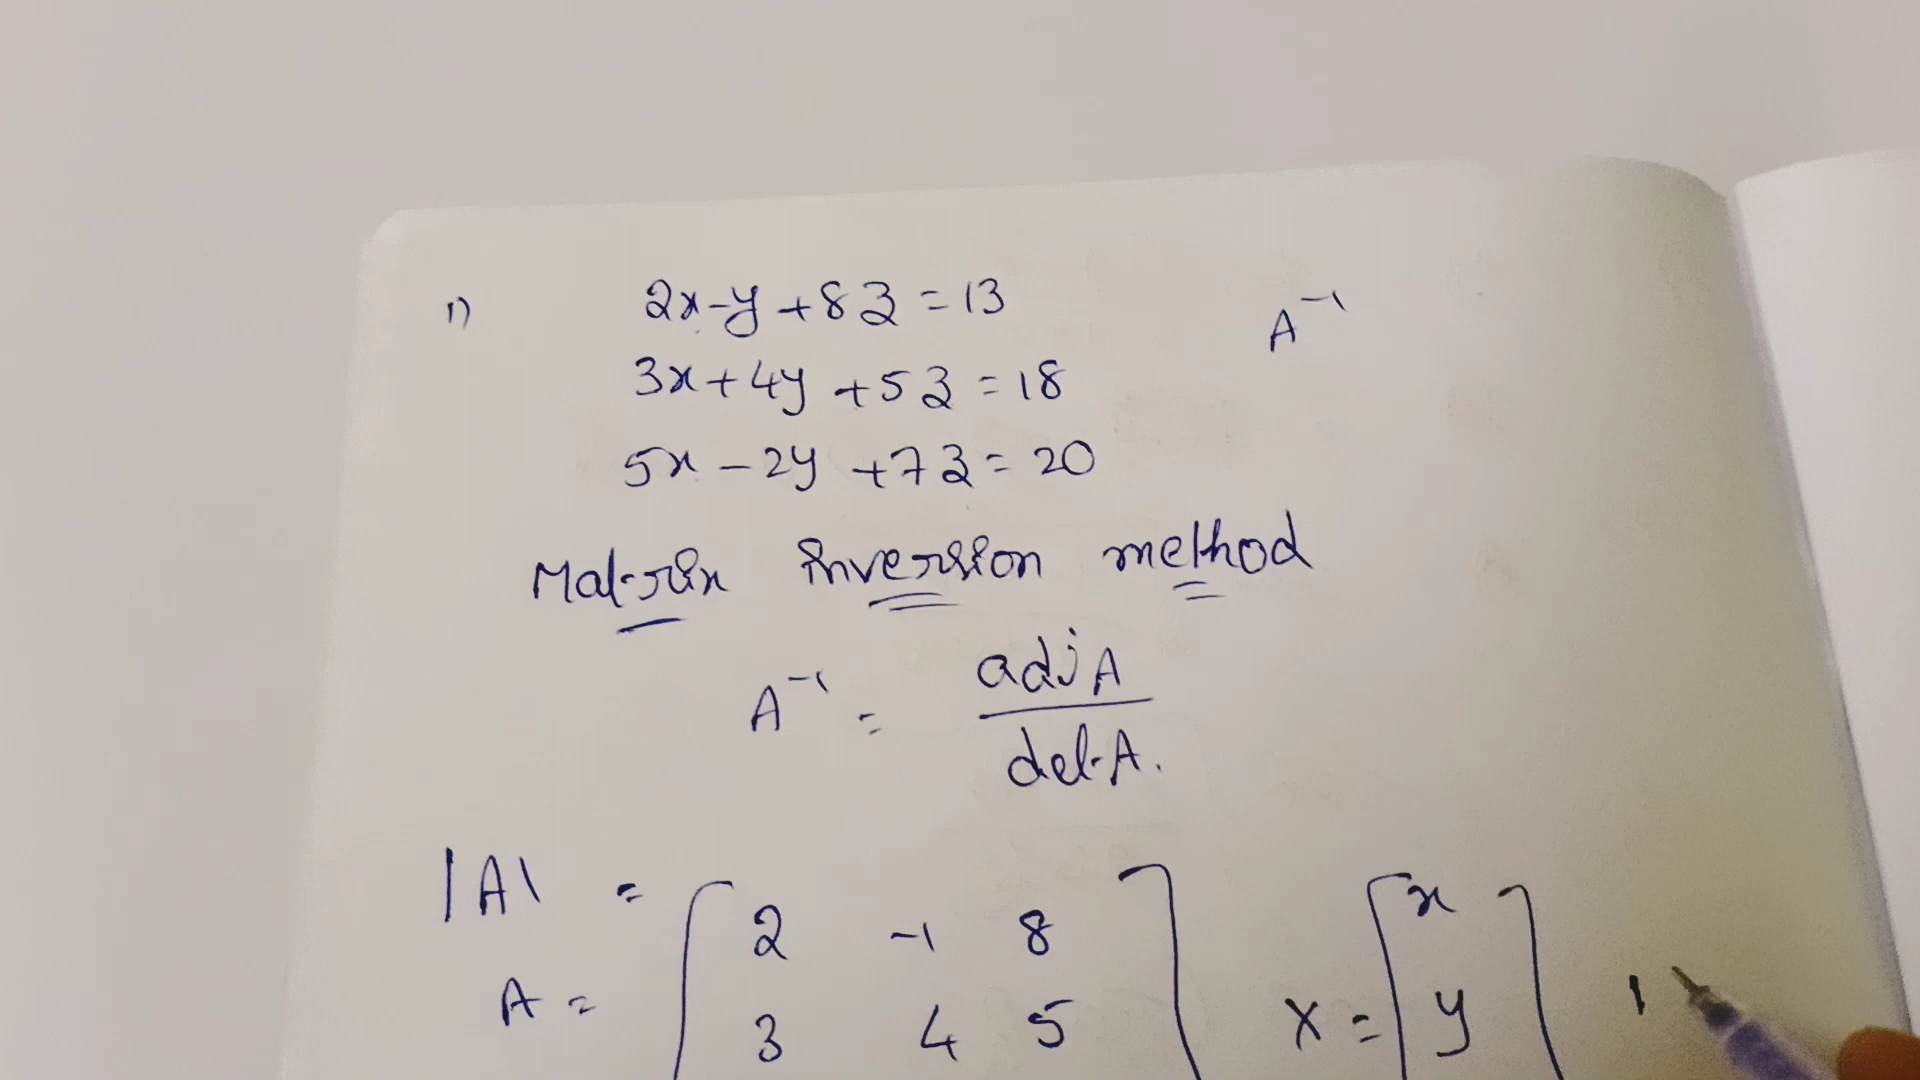 1) 2x-y+8z=13 A⁻¹
3x+4y+5z=18
5x-2y+7z=20
Matrix inversion method
A⁻¹ = adj A / det A.
|A| =
A = [2 -1 8
3 4 5
X = [x
y]